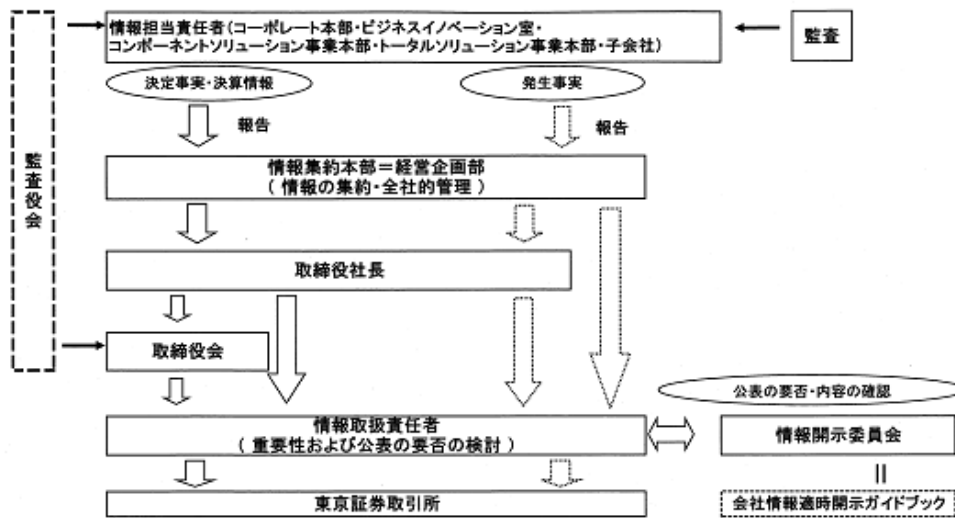 情報担当責任者(コーポレート本部・ビジネスイノベーション室・
コンポーネントソリューション事業本部・トータルソリューション事業本部・子会社)
監査
決定事実・決算情報
発生事実
報告
報告
監査役会
情報集約本部=経営企画部
( 情報の集約・全社的管理 )
取締役社長
取締役会
公表の要否・内容の確認
情報取扱責任者
( 重要性および公表の要否の検討 )
情報開示委員会
=
東京証券取引所
会社情報適時開示ガイドブック